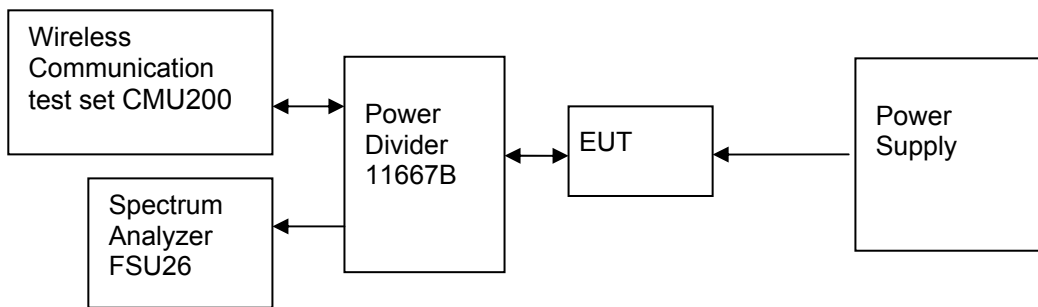 Wireless
Communication
test set CMU200
Power
Divider
11667B
EUT
Power
Supply
Spectrum
Analyzer
FSU26